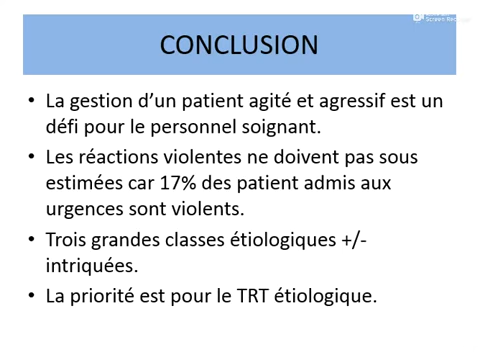 CONCLUSION
• La gestion d’un patient agité et agressif est un
défi pour le personnel soignant.
• Les réactions violentes ne doivent pas sous
estimées car 17% des patient admis aux
urgences sont violents.
• Trois grandes classes étiologiques +/-
intriquées.
• La priorité est pour le TRT étiologique.